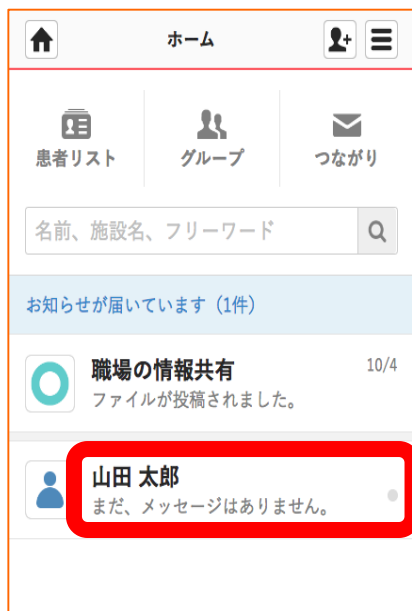 ホーム
患者リスト
グループ
つながり
名前、施設名、フリーワード
お知らせが届いています（1件）
職場の情報共有
10/4
ファイルが投稿されました。
山田 太郎
まだ、メッセージはありません。